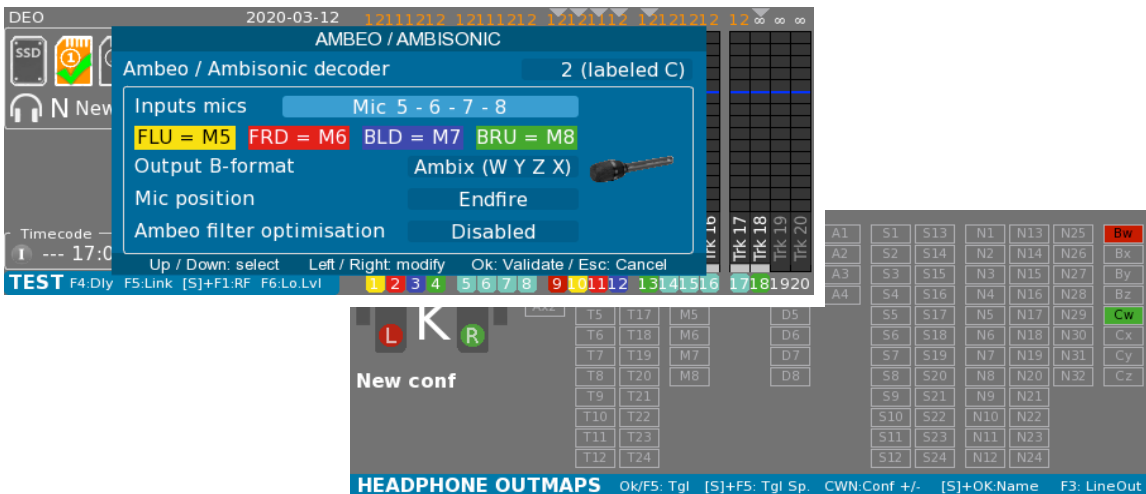 DEO 2020-03-12 12111212 12111212 12121112 12121212 12 ∞ ∞ ∞
AMBEO / AMBISONIC
SSD 1
Ambeo / Ambisonic decoder 2 (labeled C)
N New
Inputs mics Mic 5 - 6 - 7 - 8
FLU = M5 FRD = M6 BLD = M7 BRU = M8
Output B-format Ambix (W Y Z X)
Mic position Endfire
Ambeo filter optimisation Disabled
Timecode
I --- 17:0
Up / Down: select Left / Right: modify Ok: Validate / Esc: Cancel
Trk 17 Trk 18 Trk 19 Trk 20
TEST F4:Dly F5:Link [S]+F1:RF F6:Lo.Lvl 1 2 3 4 5 6 7 8 9 10 11 12 13 14 15 16 17 18 19 20
A1 S1 S13 N1 N13 N25 Bw
A2 S2 S14 N2 N14 N26 Bx
A3 S3 S15 N3 N15 N27 By
A4 S4 S16 N4 N16 N28 Bz
L K R T5 T17 M5 D5 S5 S17 N5 N17 N29 Cw
T6 T18 M6 D6 S6 S18 N6 N18 N30 Cx
T7 T19 M7 D7 S7 S19 N7 N19 N31 Cy
New conf T8 T20 M8 D8 S8 S20 N8 N20 N32 Cz
T9 T21 S9 S21 N9 N21
T10 T22 S10 S22 N10 N22
T11 T23 S11 S23 N11 N23
T12 T24 S12 S24 N12 N24
HEADPHONE OUTMAPS Ok/F5: Tgl [S]+F5: Tgl Sp. CWN:Conf +/- [S]+OK:Name F3: LineOut